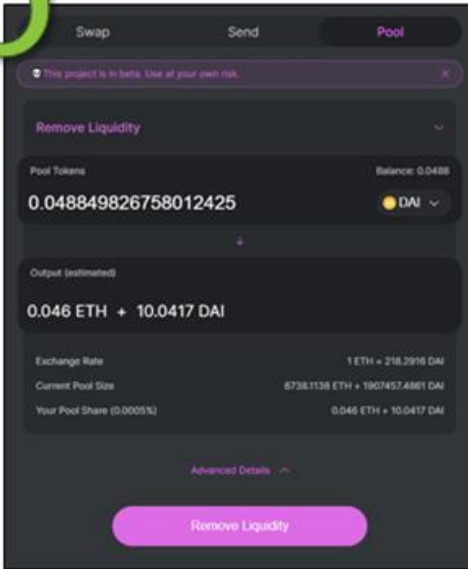 Swap Send Pool
This project is in beta. Use at your own risk.
Remove Liquidity
Pool Tokens Balance: 0.0488
0.048849826758012425 DAI
Output (estimated)
0.046 ETH + 10.0417 DAI
Exchange Rate 1 ETH = 218.2916 DAI
Current Pool Size 8738.1138 ETH + 1907457.4861 DAI
Your Pool Share (0.0005%) 0.046 ETH + 10.0417 DAI
Advanced Details
Remove Liquidity